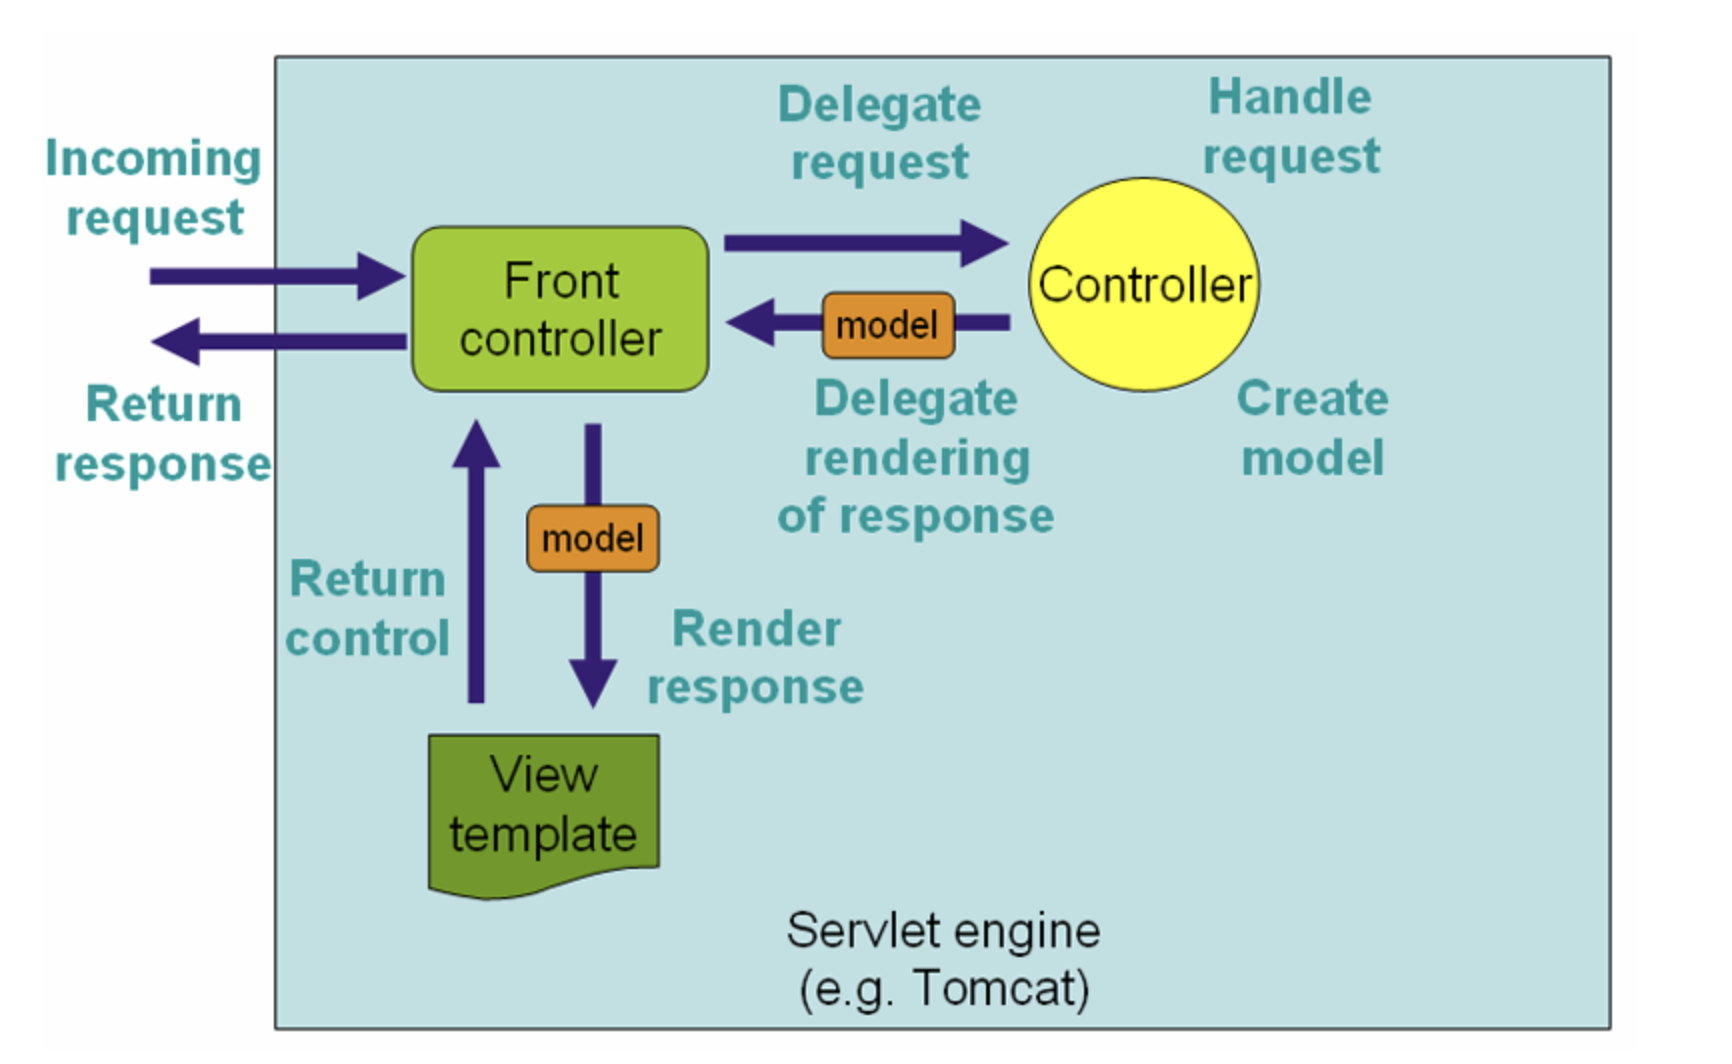 Incoming
request
Return
response
Delegate
request
Handle
request
Front
controller
Controller
model
Delegate
rendering
of response
Create
model
Return
control
model
Render
response
View
template
Servlet engine
(e.g. Tomcat)